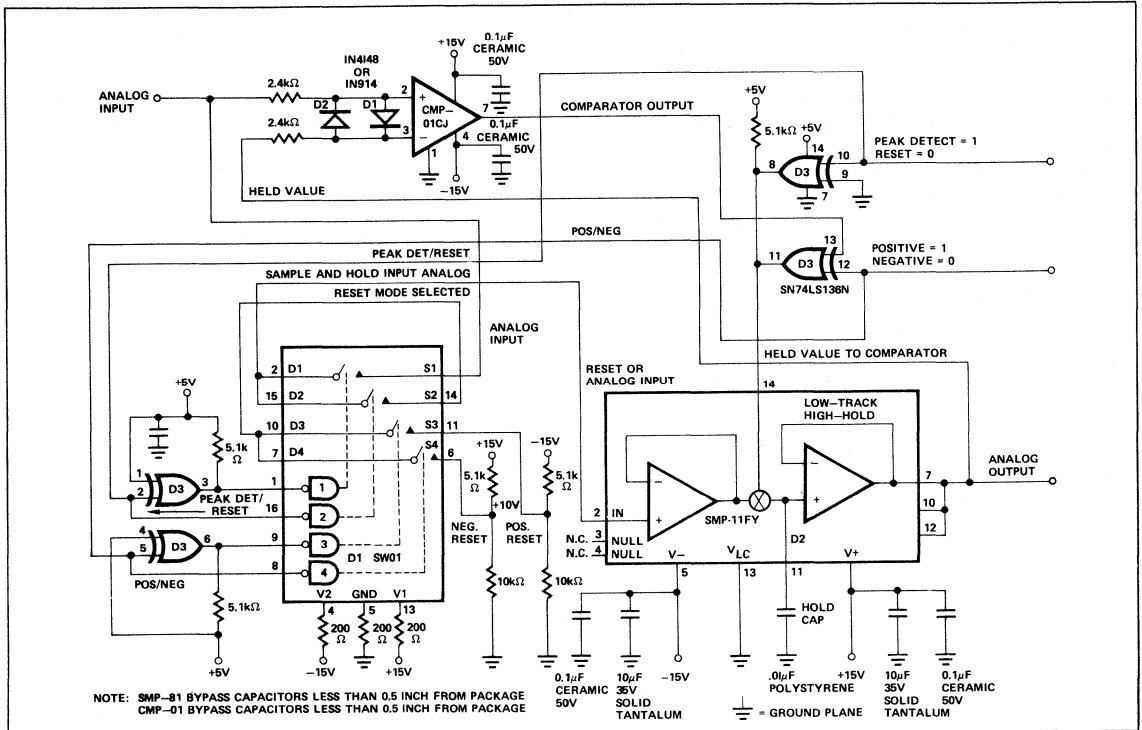 +15V
0.1μF
CERAMIC
50V
IN4148
OR
IN914
ANALOG
INPUT
2.4kΩ
2.4kΩ
D2
D1
2
+
CMP-
01CJ
7
3
−
1
4
0.1μF
CERAMIC
50V
−15V
COMPARATOR OUTPUT
+5V
5.1kΩ
+5V
14
8
D3
10
9
7
PEAK DETECT = 1
RESET = 0
HELD VALUE
POS/NEG
13
11
D3
12
SN74LS136N
POSITIVE = 1
NEGATIVE = 0
PEAK DET/RESET
SAMPLE AND HOLD INPUT ANALOG
RESET MODE SELECTED
ANALOG
INPUT
HELD VALUE TO COMPARATOR
2
D1
S1
15
D2
S2
14
10
D3
S3
11
7
D4
S4
6
+5V
5.1k
Ω
1
2
D3
3
PEAK DET/
RESET
1
1
16
2
4
5
D3
6
9
3
8
4
D1
SW01
POS/NEG
5.1kΩ
+5V
V2
GND
V1
4
5
13
200
Ω
200
Ω
200
Ω
−15V
+15V
+15V
−15V
5.1k
Ω
5.1k
Ω
+10V
NEG.
RESET
POS.
RESET
10kΩ
10kΩ
RESET OR
ANALOG INPUT
14
LOW−TRACK
HIGH−HOLD
−
+
−
+
SMP-11FY
2
IN
N.C.
3
NULL
N.C.
4
NULL
D2
V−
VLC
V+
5
13
11
7
10
12
ANALOG
OUTPUT
HOLD
CAP
0.1μF
CERAMIC
50V
10μF
35V
SOLID
TANTALUM
−15V
.01μF
POLYSTYRENE
+15V
10μF
35V
SOLID
TANTALUM
0.1μF
CERAMIC
50V
= GROUND PLANE
NOTE: SMP−81 BYPASS CAPACITORS LESS THAN 0.5 INCH FROM PACKAGE
CMP−01 BYPASS CAPACITORS LESS THAN 0.5 INCH FROM PACKAGE